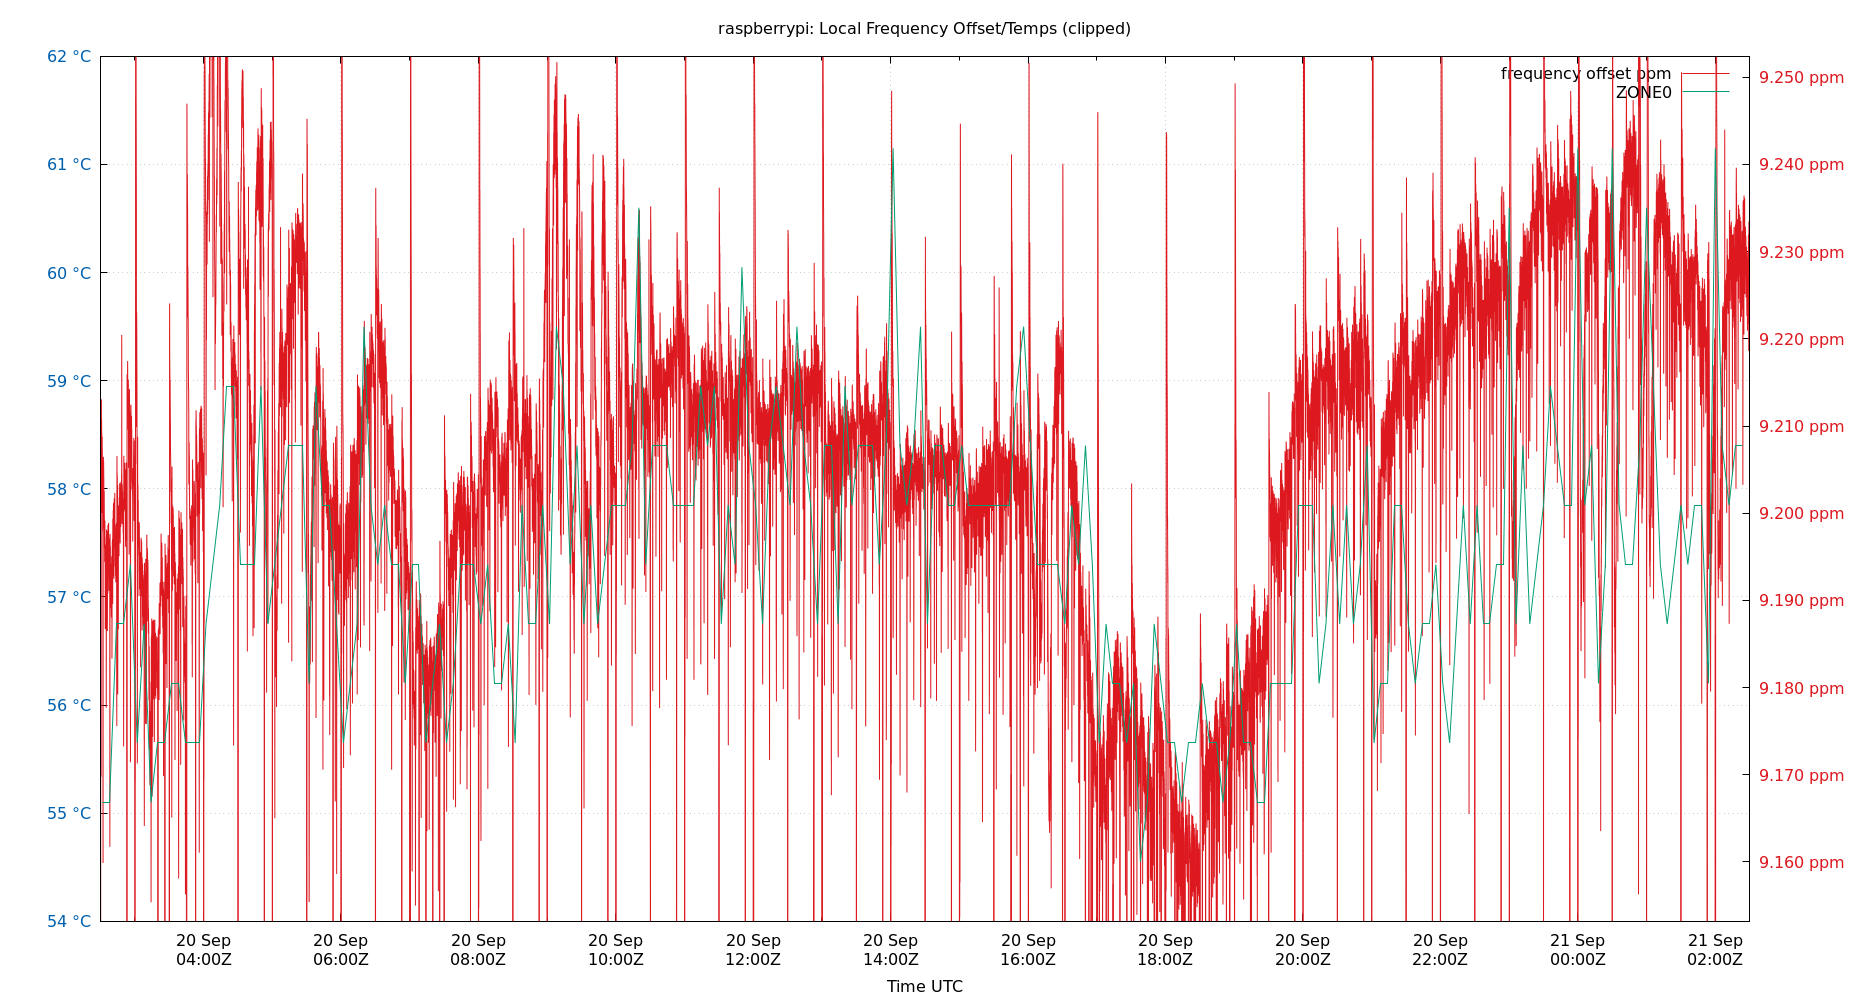 raspberrypi: Local Frequency Offset/Temps (clipped)
62 °C
61 °C
60 °C
59 °C
58 °C
57 °C
56 °C
55 °C
54 °C
frequency offset ppm
ZONE0
9.250 ppm
9.240 ppm
9.230 ppm
9.220 ppm
9.210 ppm
9.200 ppm
9.190 ppm
9.180 ppm
9.170 ppm
9.160 ppm
20 Sep
04:00Z
20 Sep
06:00Z
20 Sep
08:00Z
20 Sep
10:00Z
20 Sep
12:00Z
20 Sep
14:00Z
20 Sep
16:00Z
20 Sep
18:00Z
20 Sep
20:00Z
20 Sep
22:00Z
21 Sep
00:00Z
21 Sep
02:00Z
Time UTC